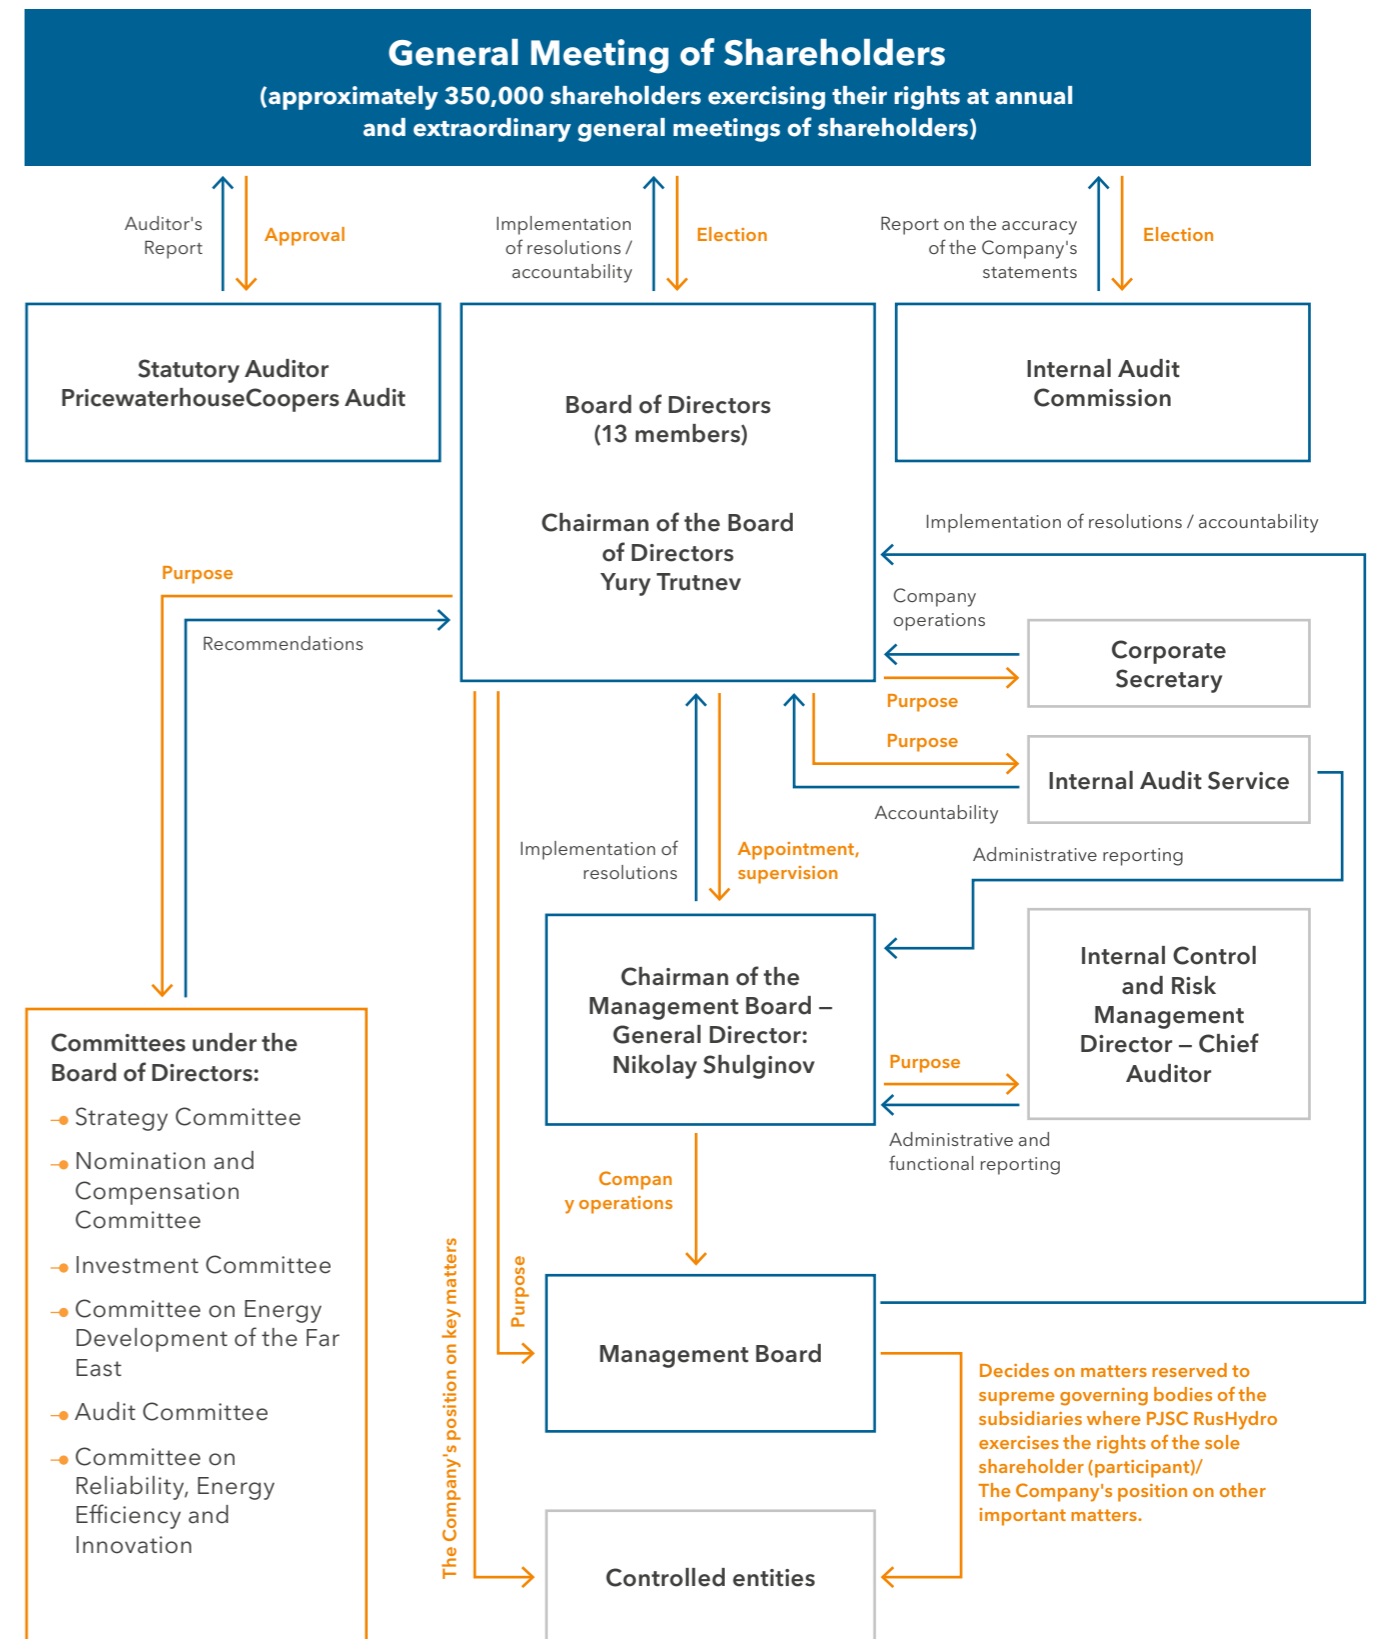 General Meeting of Shareholders
(approximately 350,000 shareholders exercising their rights at annual
and extraordinary general meetings of shareholders)
Auditor's
Report
Approval
Implementation
of resolutions /
accountability
Election
Report on the accuracy
of the Company's
statements
Election
Statutory Auditor
PricewaterhouseCoopers Audit
Board of Directors
(13 members)
Chairman of the Board
of Directors
Yury Trutnev
Internal Audit
Commission
Implementation of resolutions / accountability
Purpose
Recommendations
Company
operations
Corporate
Secretary
Purpose
Purpose
Internal Audit Service
Accountability
Implementation of
resolutions
Appointment,
supervision
Administrative reporting
Chairman of the
Management Board –
General Director:
Nikolay Shulginov
Internal Control
and Risk
Management
Director – Chief
Auditor
Purpose
Administrative and
functional reporting
Committees under the
Board of Directors:
Strategy Committee
Nomination and
Compensation
Committee
Investment Committee
Committee on Energy
Development of the Far
East
Audit Committee
Committee on
Reliability, Energy
Efficiency and
Innovation
Compan
y operations
The Company's position on key matters
Purpose
Management Board
Decides on matters reserved to
supreme governing bodies of the
subsidiaries where PJSC RusHydro
exercises the rights of the sole
shareholder (participant)/
The Company's position on other
important matters.
Controlled entities